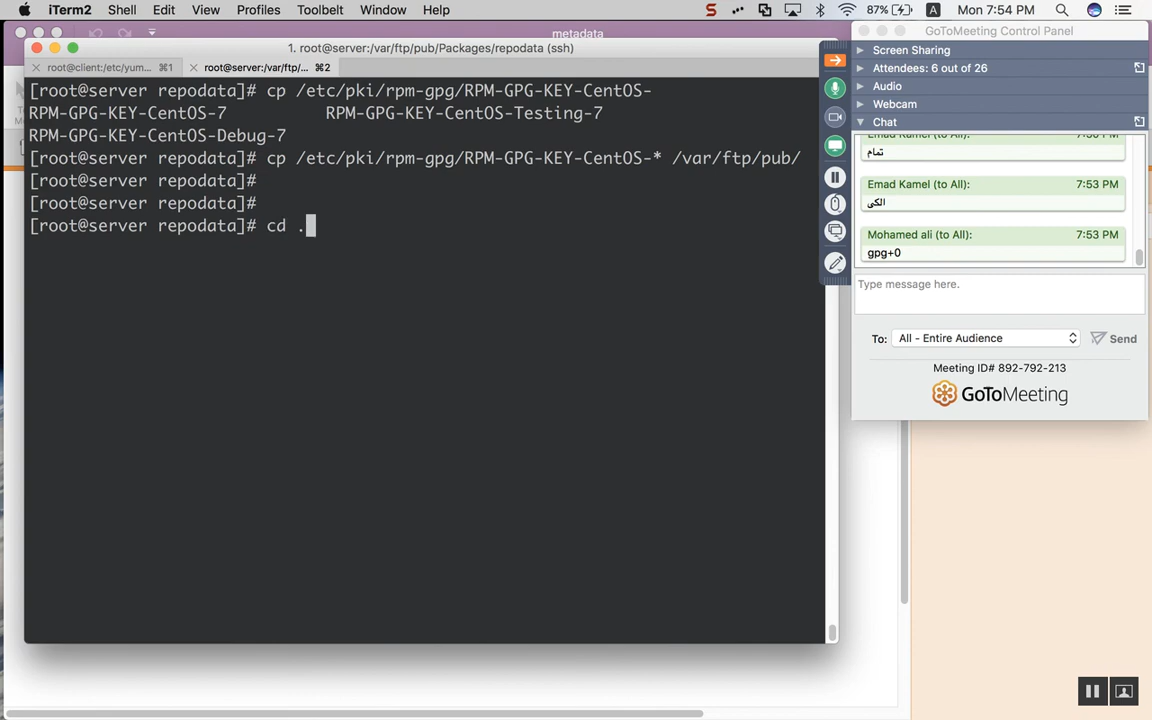 iTerm2 Shell Edit View Profiles Toolbelt Window Help 87% A Mon 7:54 PM
metadata
1. root@server:/var/ftp/pub/Packages/repodata (ssh)
root@client:/etc/yum... ⌘1 root@server:/var/ftp/... ⌘2
[root@server repodata]# cp /etc/pki/rpm-gpg/RPM-GPG-KEY-CentOS-
RPM-GPG-KEY-CentOS-7 RPM-GPG-KEY-CentOS-Testing-7
RPM-GPG-KEY-CentOS-Debug-7
[root@server repodata]# cp /etc/pki/rpm-gpg/RPM-GPG-KEY-CentOS-* /var/ftp/pub/
[root@server repodata]#
[root@server repodata]#
[root@server repodata]# cd .
GoToMeeting Control Panel
Screen Sharing
Attendees: 6 out of 26
Audio
Webcam
Chat
Emad Kamel (to All):
تمام
Emad Kamel (to All): 7:53 PM
الكى
Mohamed ali (to All): 7:53 PM
gpg+0
Type message here.
To: All - Entire Audience Send
Meeting ID# 892-792-213
GoToMeeting